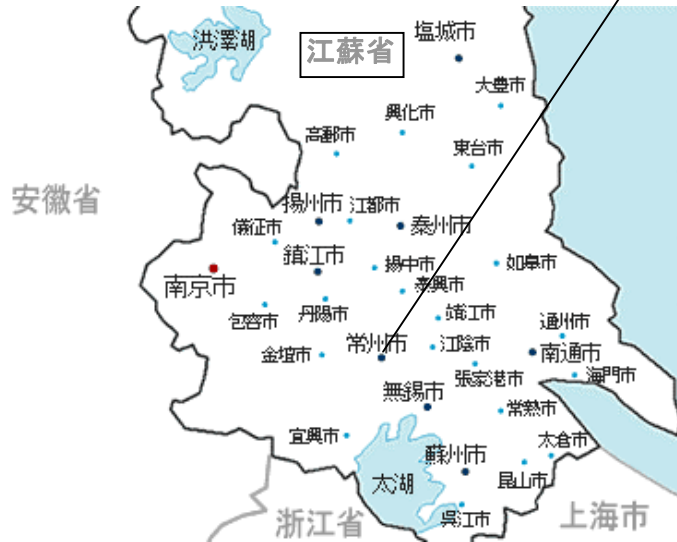 塩城市
洪澤湖
江蘇省
大豊市
興化市
高郵市
東台市
安徽省
揚州市
江都市
泰州市
儀征市
鎮江市
揚中市
如皋市
南京市
泰興市
包容市
丹陽市
靖江市
通州市
常州市
江陰市
南通市
金壇市
張家港市
海門市
無錫市
常熟市
宜興市
太倉市
蘇州市
昆山市
太湖
呉江市
浙江省
上海市